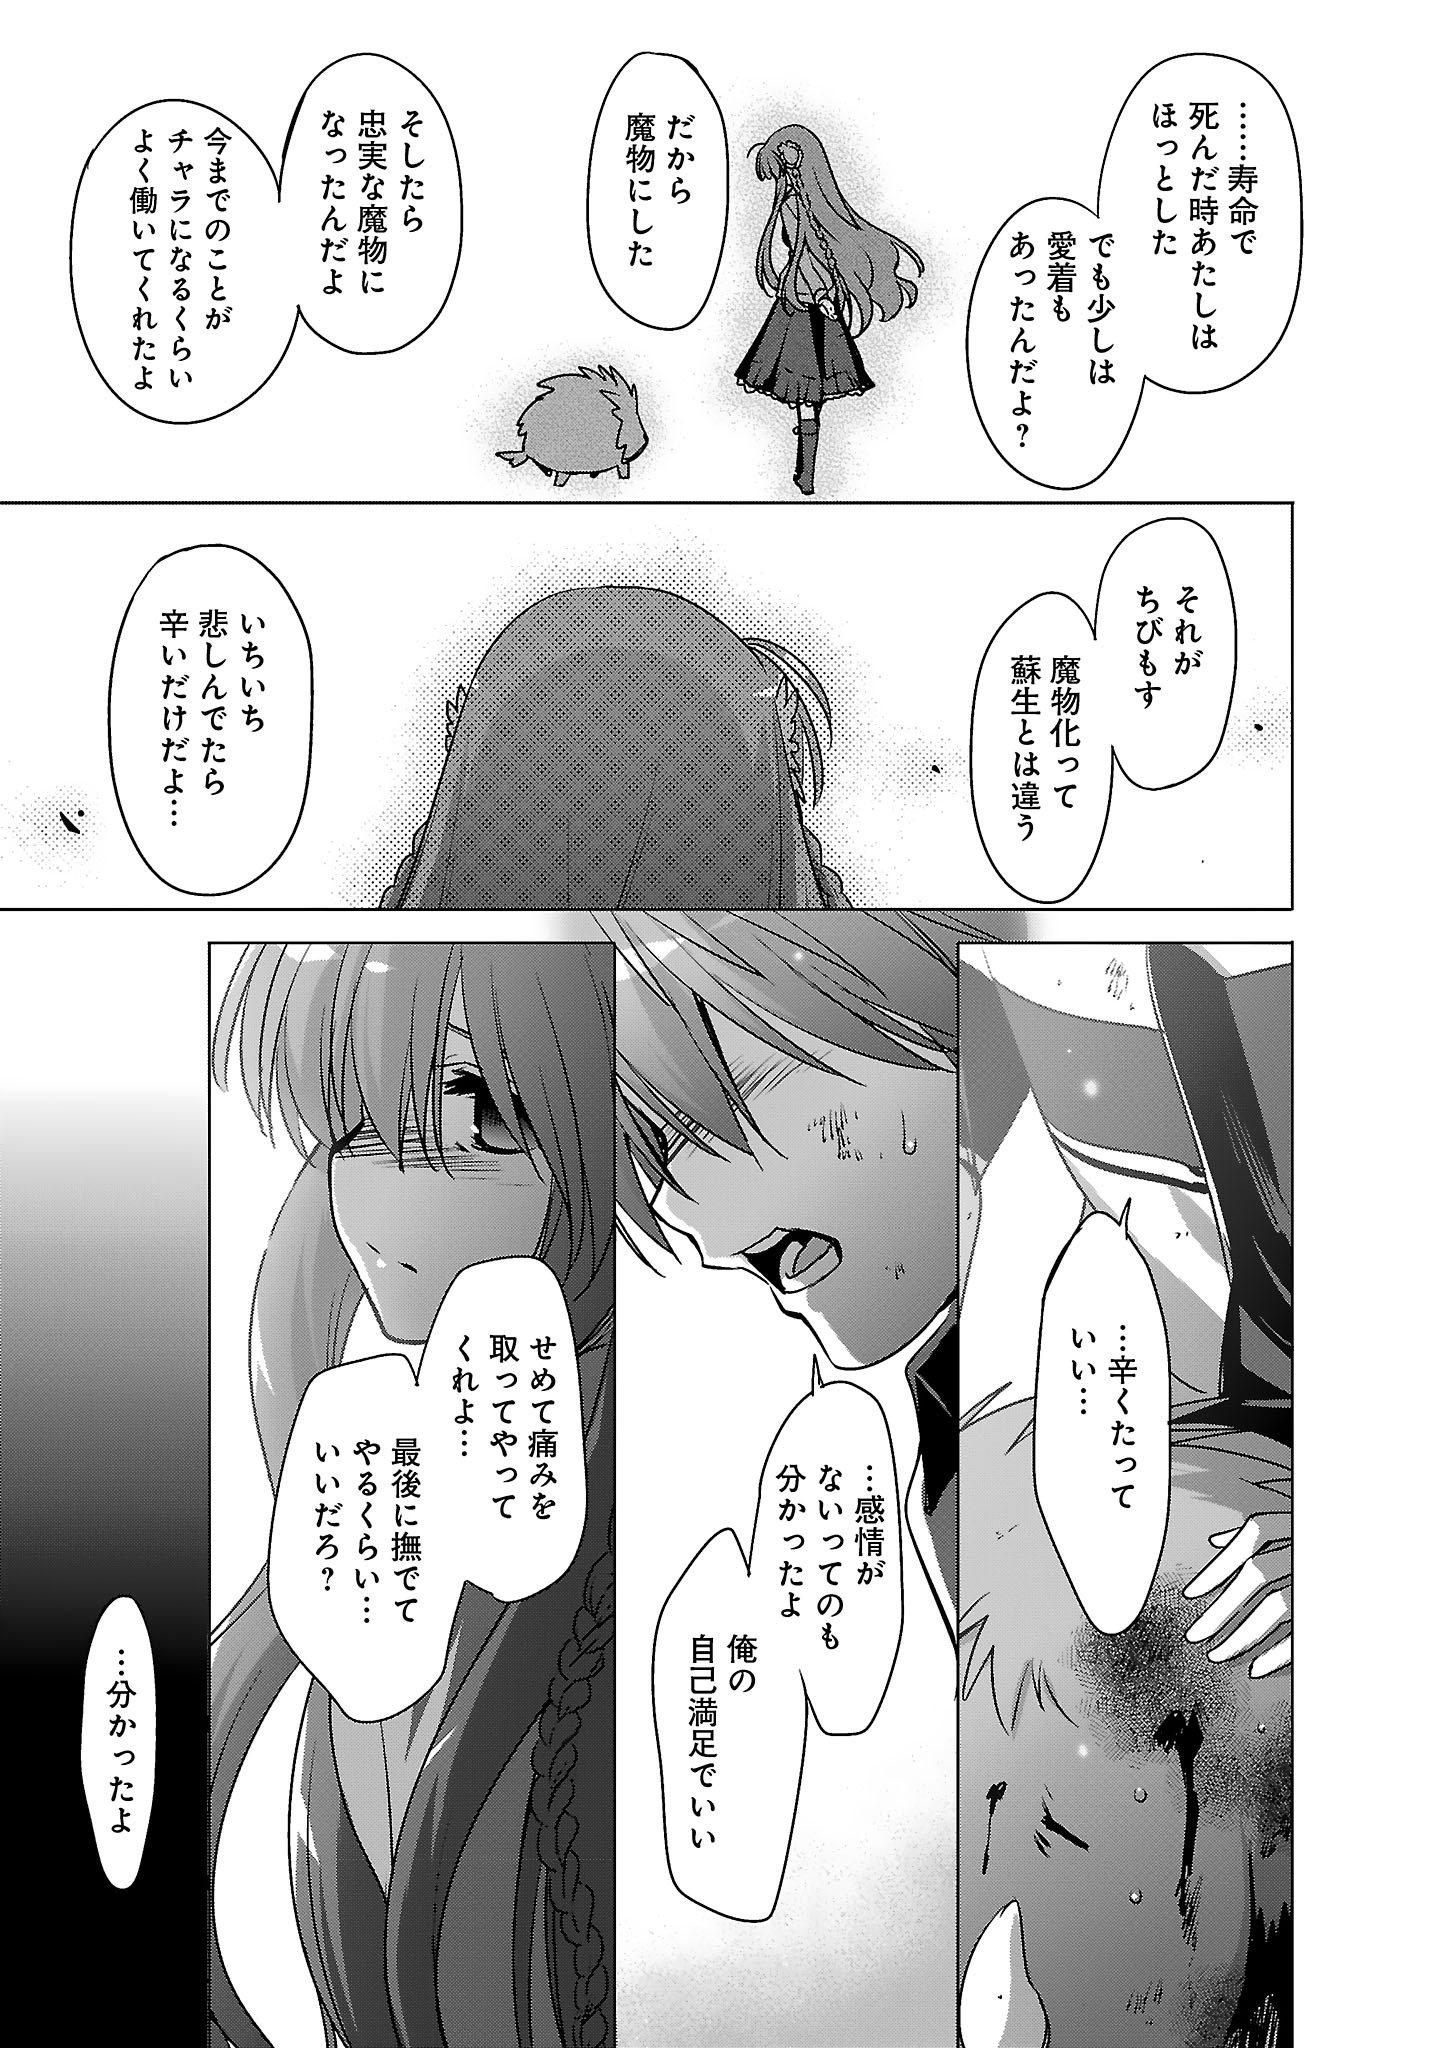 ……寿命で
死んだ時あたしは
ほっとした
でも少しは
愛着も
あったんだよ？
だから
魔物にした
そしたら
忠実な魔物に
なったんだよ
今までのことが
チャラになるくらい
よく働いてくれたよ
それが
ちびもす
魔物化って
蘇生とは違う
いちいち
悲しんでたら
辛いだけだよ…
…辛くたって
いい…
…感情が
ないってのも
分かったよ
俺の
自己満足でいい
せめて痛みを
取ってやって
くれよ…
最後に撫でて
やるくらい…
いいだろ？
…分かったよ